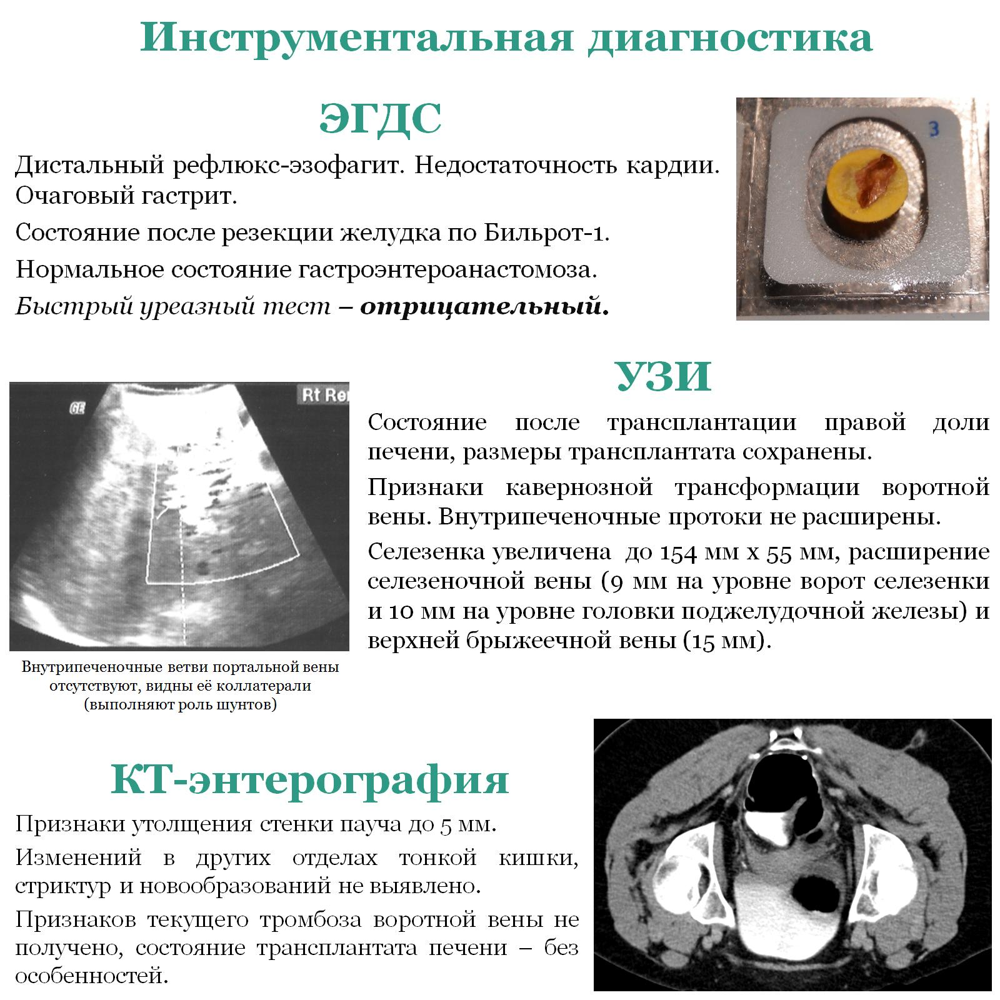 Инструментальная диагностика
ЭГДС
Дистальный рефлюкс-эзофагит. Недостаточность кардии.
Очаговый гастрит.
Состояние после резекции желудка по Бильрот-1.
Нормальное состояние гастроэнтероанастомоза.
Быстрый уреазный тест – отрицательный.
3
УЗИ
GE
Rt Re
Состояние после трансплантации правой доли
печени, размеры трансплантата сохранены.
Признаки кавернозной трансформации воротной
вены. Внутрипеченочные протоки не расширены.
Селезенка увеличена до 154 мм х 55 мм, расширение
селезеночной вены (9 мм на уровне ворот селезенки
и 10 мм на уровне головки поджелудочной железы) и
верхней брыжеечной вены (15 мм).
Внутрипеченочные ветви портальной вены
отсутствуют, видны её коллатерали
(выполняют роль шунтов)
КТ-энтерография
Признаки утолщения стенки пауча до 5 мм.
Изменений в других отделах тонкой кишки,
стриктур и новообразований не выявлено.
Признаков текущего тромбоза воротной вены не
получено, состояние трансплантата печени – без
особенностей.